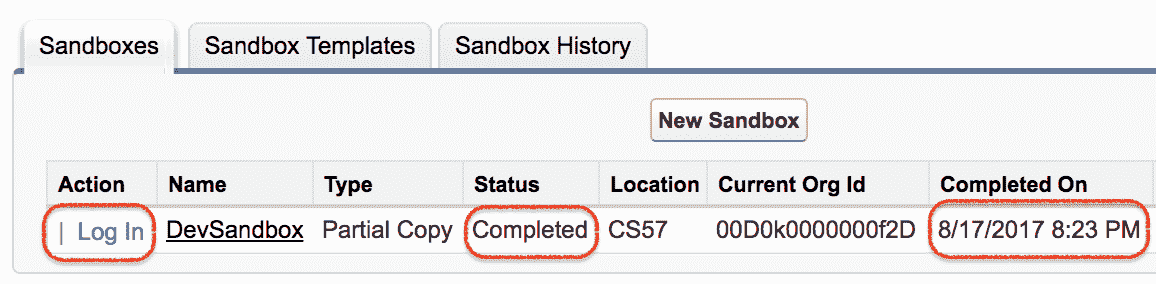 Sandboxes Sandbox Templates Sandbox History
New Sandbox
Action Name Type Status Location Current Org Id Completed On
| Log In DevSandbox Partial Copy Completed CS57 00D0k0000000f2D 8/17/2017 8:23 PM